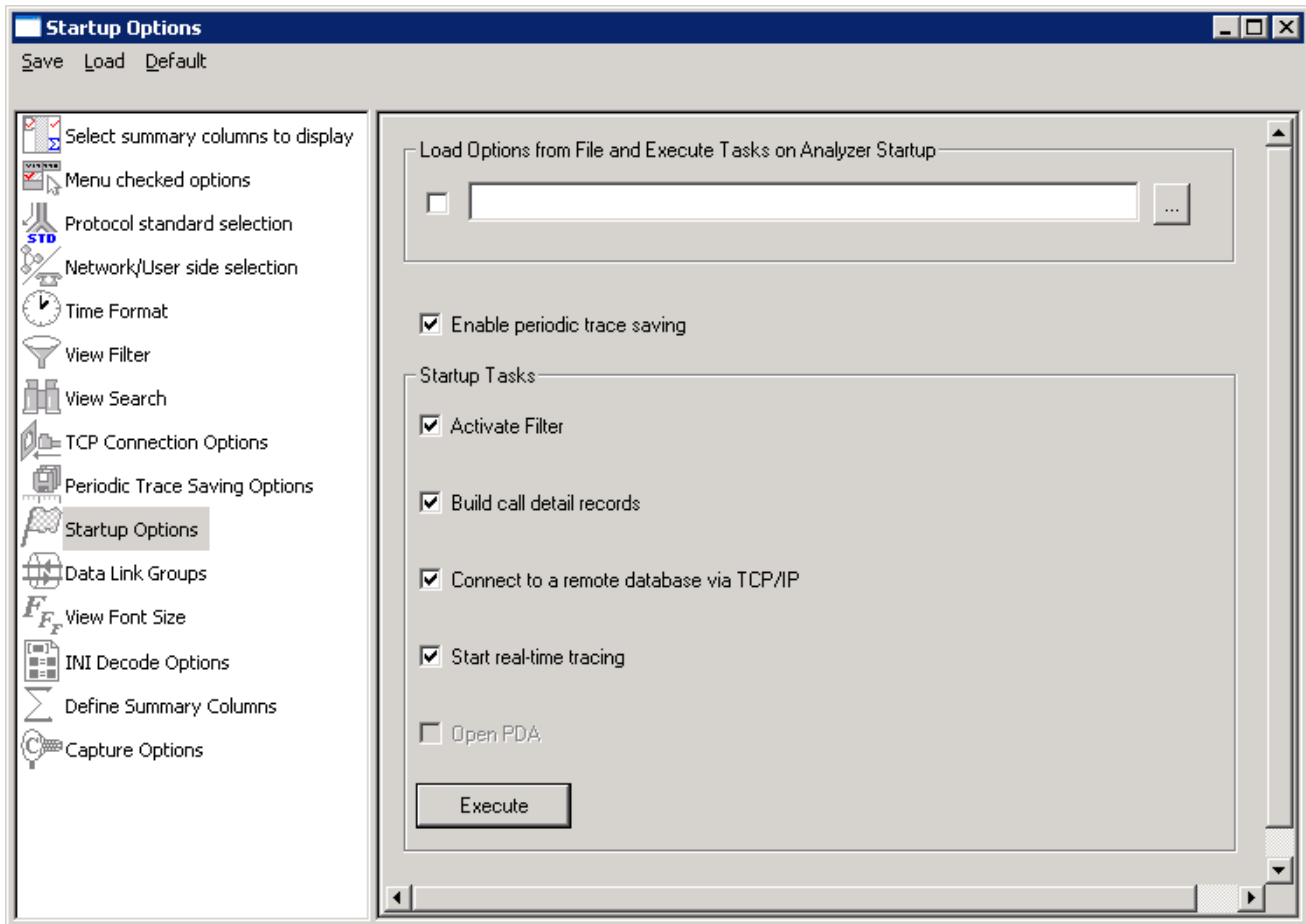 Startup Options
Save Load Default
Select summary columns to display
Menu checked options
Protocol standard selection
STD
Network/User side selection
Time Format
View Filter
View Search
TCP Connection Options
Periodic Trace Saving Options
Startup Options
Data Link Groups
View Font Size
INI Decode Options
Define Summary Columns
Capture Options
Load Options from File and Execute Tasks on Analyzer Startup
...
Enable periodic trace saving
Startup Tasks
Activate Filter
Build call detail records
Connect to a remote database via TCP/IP
Start real-time tracing
Open PDA
Execute